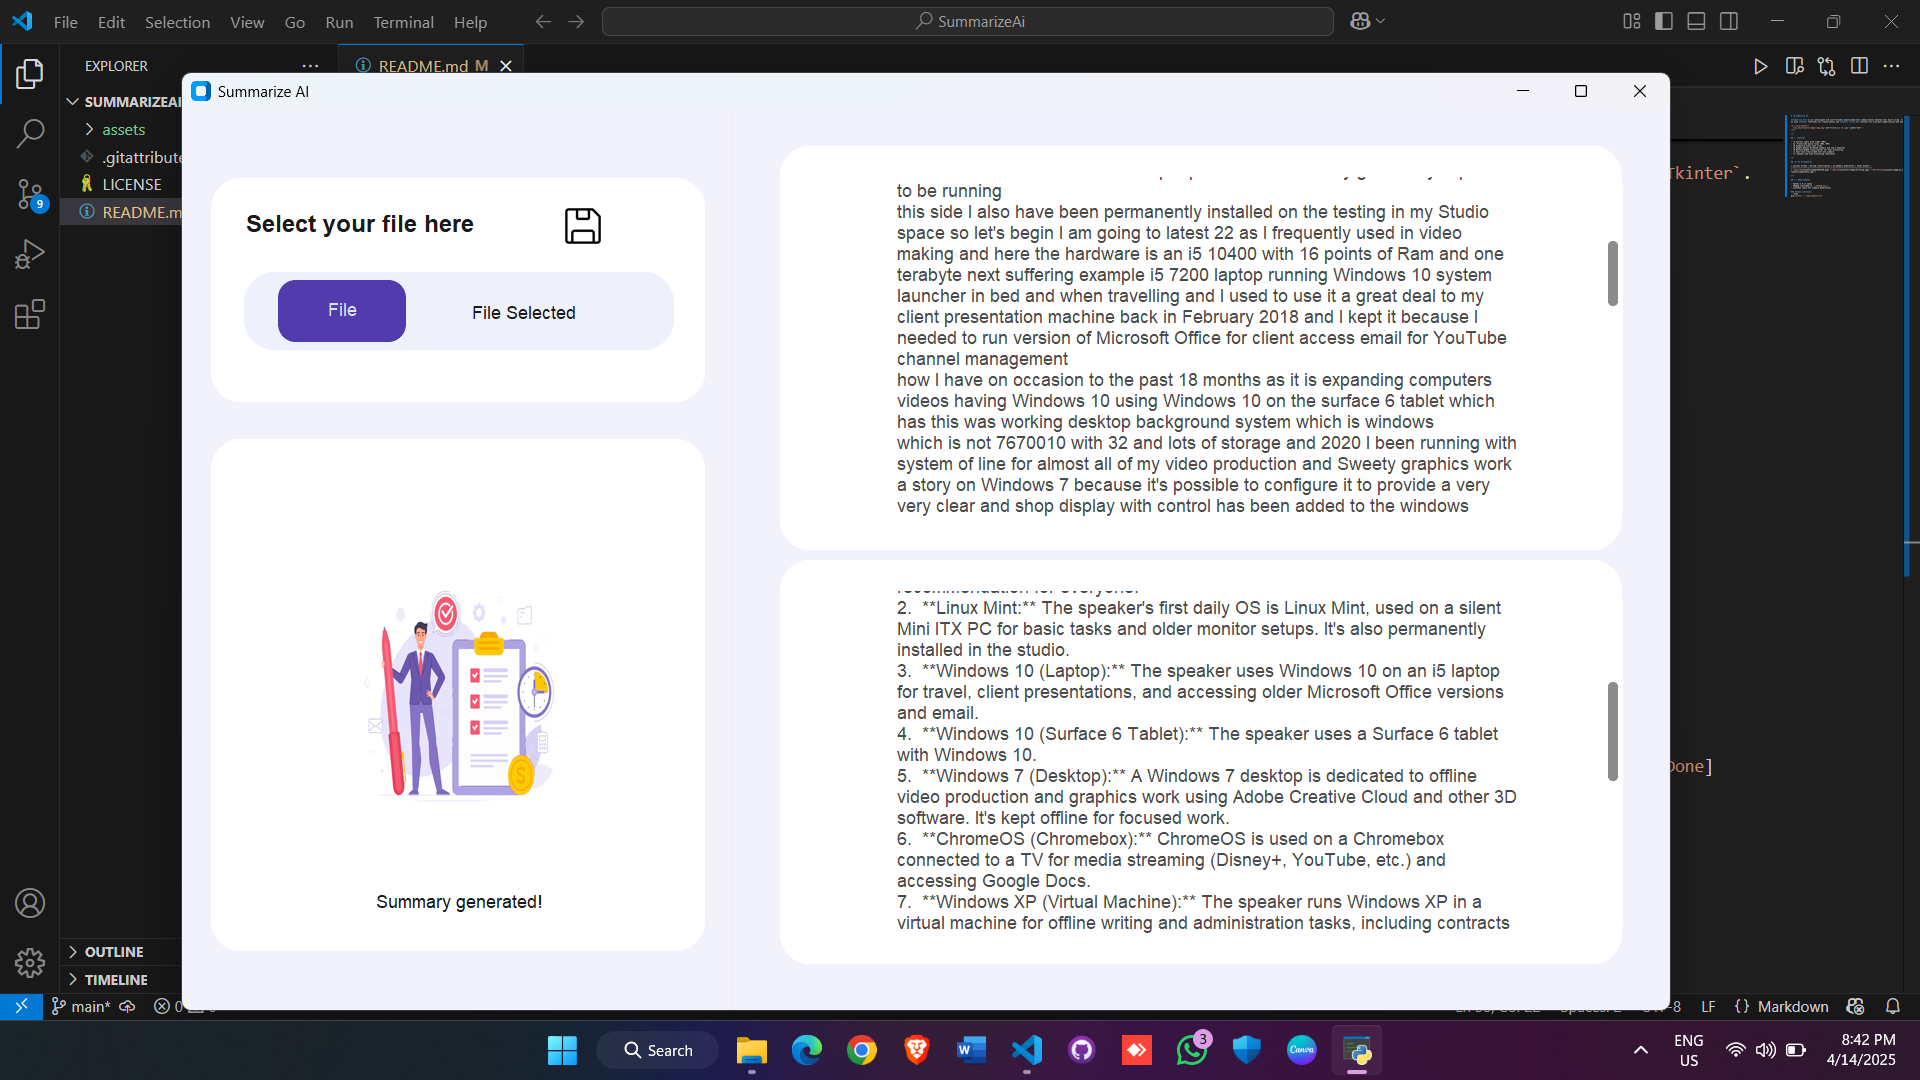 File Edit Selection View Go Run Terminal Help
SummarizeAi
EXPLORER
README.md M
SUMMARIZEAI
assets
.gitattribute
LICENSE
README.m
Summarize AI
Tkinter`.
Select your file here
File
File Selected
Summary generated!
to be running
this side I also have been permanently installed on the testing in my Studio
space so let's begin I am going to latest 22 as I frequently used in video
making and here the hardware is an i5 10400 with 16 points of Ram and one
terabyte next suffering example i5 7200 laptop running Windows 10 system
launcher in bed and when travelling and I used to use it a great deal to my
client presentation machine back in February 2018 and I kept it because I
needed to run version of Microsoft Office for client access email for YouTube
channel management
how I have on occasion to the past 18 months as it is expanding computers
videos having Windows 10 using Windows 10 on the surface 6 tablet which
has this was working desktop background system which is windows
which is not 7670010 with 32 and lots of storage and 2020 I been running with
system of line for almost all of my video production and Sweety graphics work
a story on Windows 7 because it's possible to configure it to provide a very
very clear and shop display with control has been added to the windows
recommendation for everyone.
2. **Linux Mint:** The speaker's first daily OS is Linux Mint, used on a silent
Mini ITX PC for basic tasks and older monitor setups. It's also permanently
installed in the studio.
3. **Windows 10 (Laptop):** The speaker uses Windows 10 on an i5 laptop
for travel, client presentations, and accessing older Microsoft Office versions
and email.
4. **Windows 10 (Surface 6 Tablet):** The speaker uses a Surface 6 tablet
with Windows 10.
5. **Windows 7 (Desktop):** A Windows 7 desktop is dedicated to offline
video production and graphics work using Adobe Creative Cloud and other 3D
software. It's kept offline for focused work.
6. **ChromeOS (Chromebox):** ChromeOS is used on a Chromebox
connected to a TV for media streaming (Disney+, YouTube, etc.) and
accessing Google Docs.
7. **Windows XP (Virtual Machine):** The speaker runs Windows XP in a
virtual machine for offline writing and administration tasks, including contracts
Done]
OUTLINE
TIMELINE
9
main*
0
LF
{} Markdown
Search
Canva
3
ENG
US
8:42 PM
4/14/2025